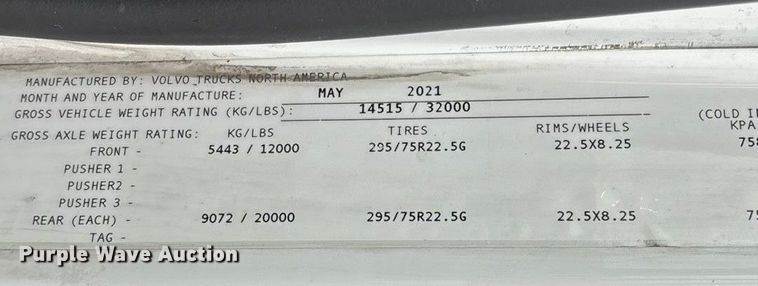 MANUFACTURED BY: VOLVO TRUCKS NORTH AMERICA
MONTH AND YEAR OF MANUFACTURE: MAY 2021
GROSS VEHICLE WEIGHT RATING (KG/LBS): 14515 / 32000
(COLD
GROSS AXLE WEIGHT RATING: KG/LBS TIRES RIMS/WHEELS KPA
FRONT - 5443 / 12000 295/75R22.5G 22.5X8.25
PUSHER 1 -
PUSHER2 -
PUSHER 3 -
REAR (EACH) - 9072 / 20000 295/75R22.5G 22.5X8.25
TAG -
Purple Wave Auction